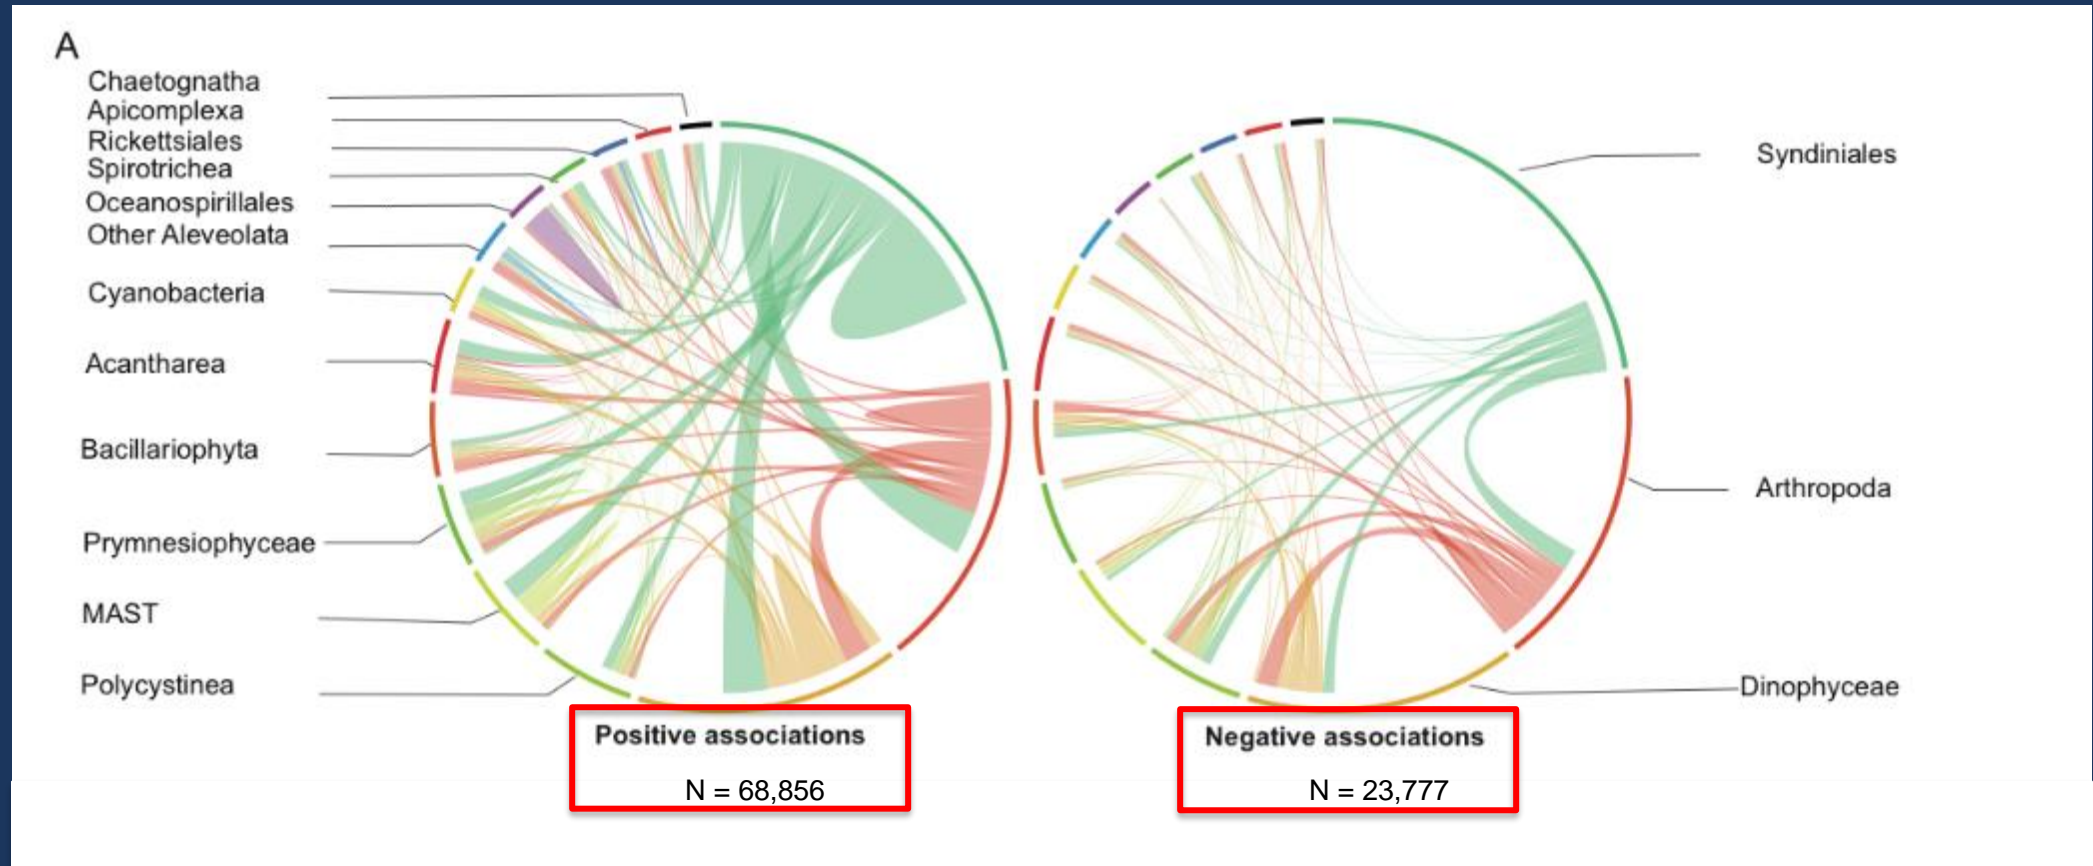 A
Chaetognatha
Apicomplexa
Rickettsiales
Spirotrichea
Oceanospirillales
Other Aleveolata
Cyanobacteria
Acantharea
Bacillariophyta
Prymnesiophyceae
MAST
Polycystinea
Syndiniales
Arthropoda
Dinophyceae
Positive associations
N = 68,856
Negative associations
N = 23,777